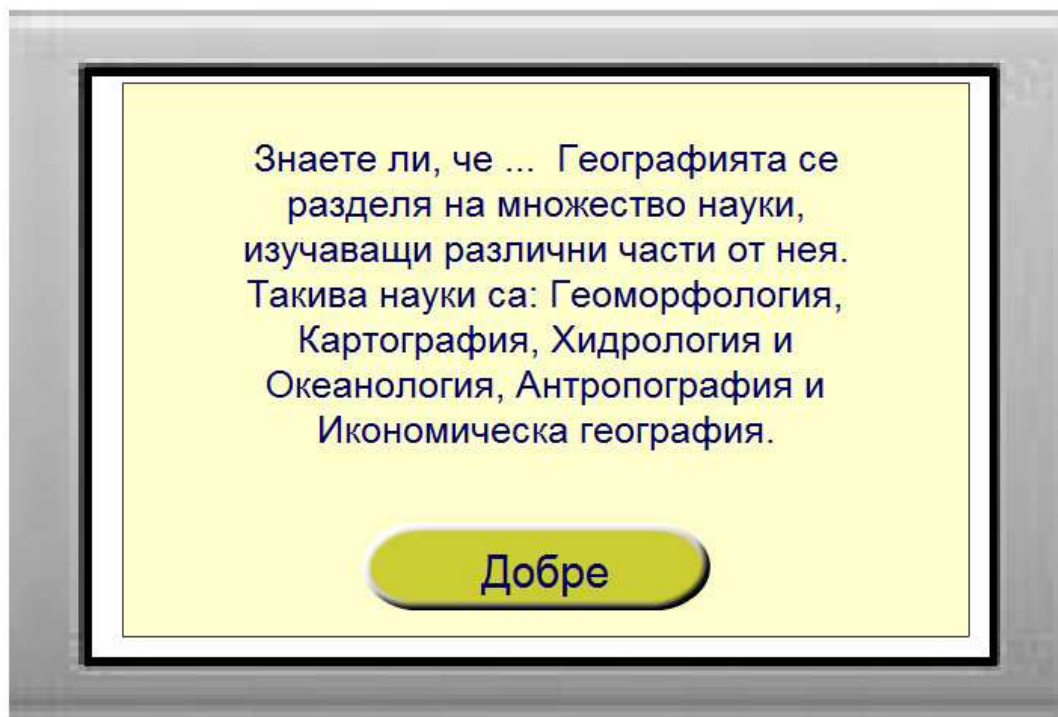 Знаете ли, че ... Географията се
разделя на множество науки,
изучаващи различни части от нея.
Такива науки са: Геоморфология,
Картография, Хидрология и
Океанология, Антропография и
Икономическа география.
Добре